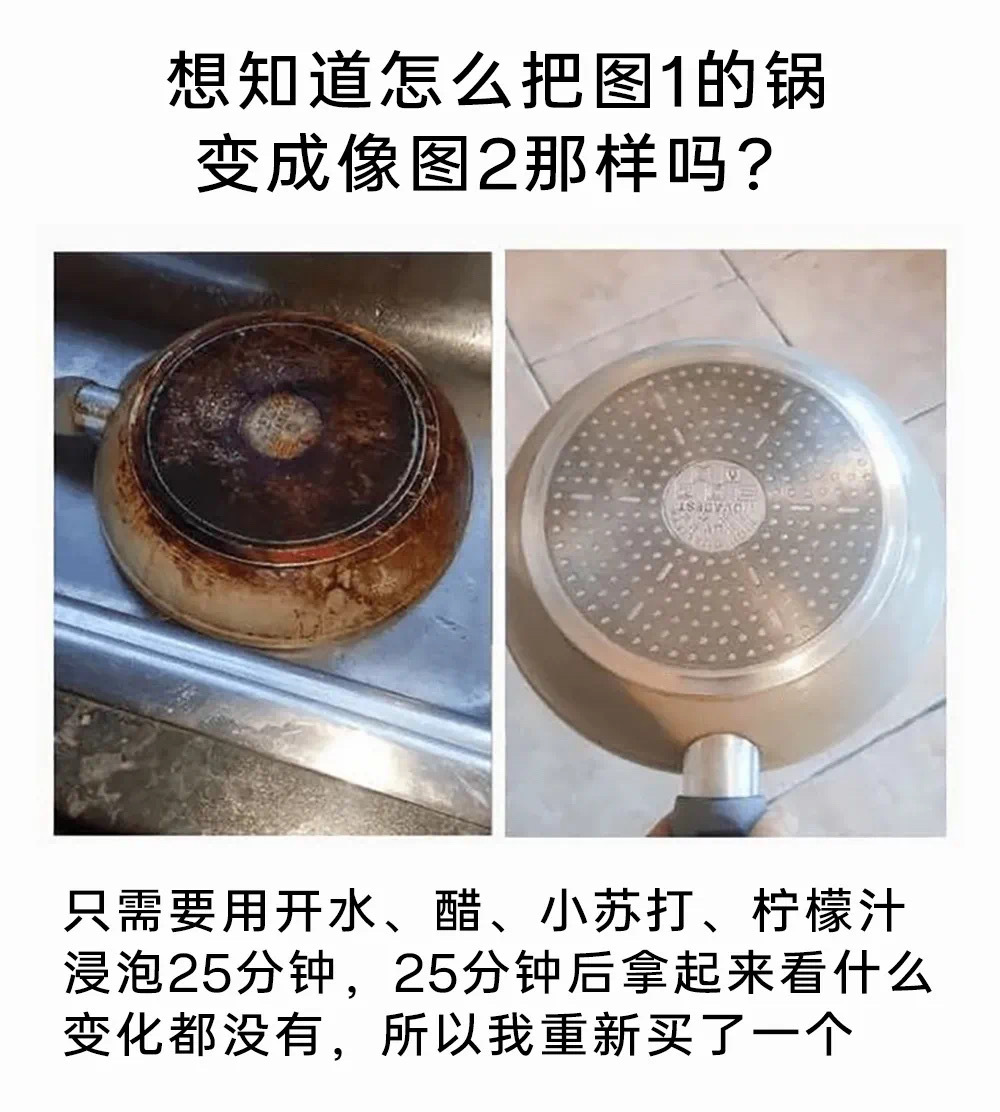 想知道怎么把图1的锅
变成像图2那样吗？
只需要用开水、醋、小苏打、柠檬汁
浸泡25分钟，25分钟后拿起来看什么
变化都没有，所以我重新买了一个